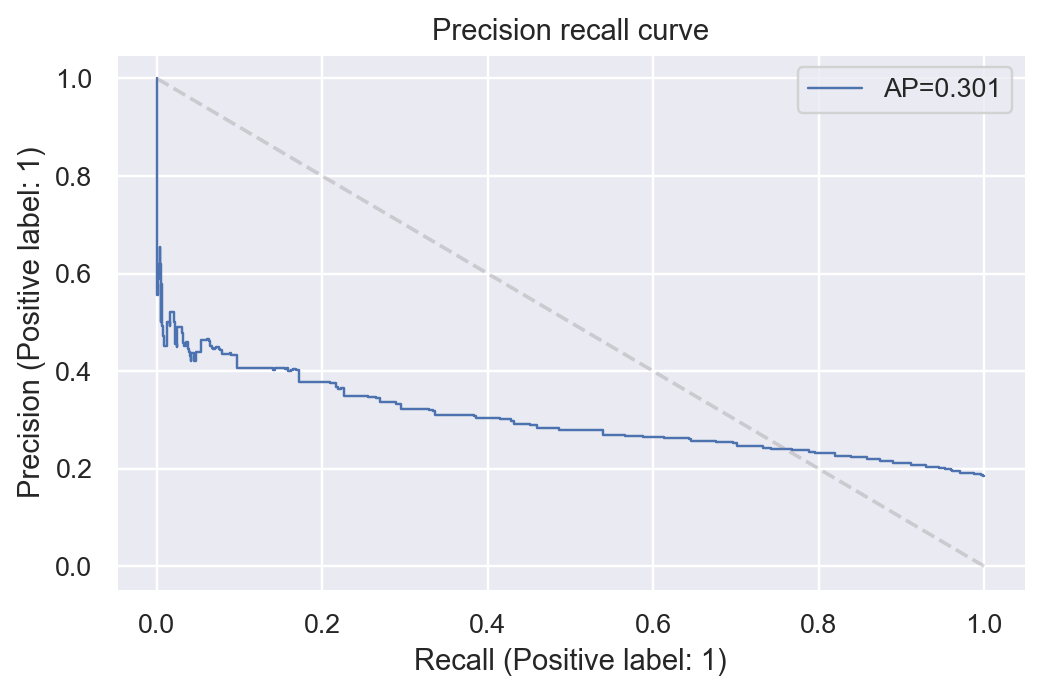 Precision recall curve
AP=0.301
Precision (Positive label: 1)
1.0
0.8
0.6
0.4
0.2
0.0
0.0 0.2 0.4 0.6 0.8 1.0
Recall (Positive label: 1)